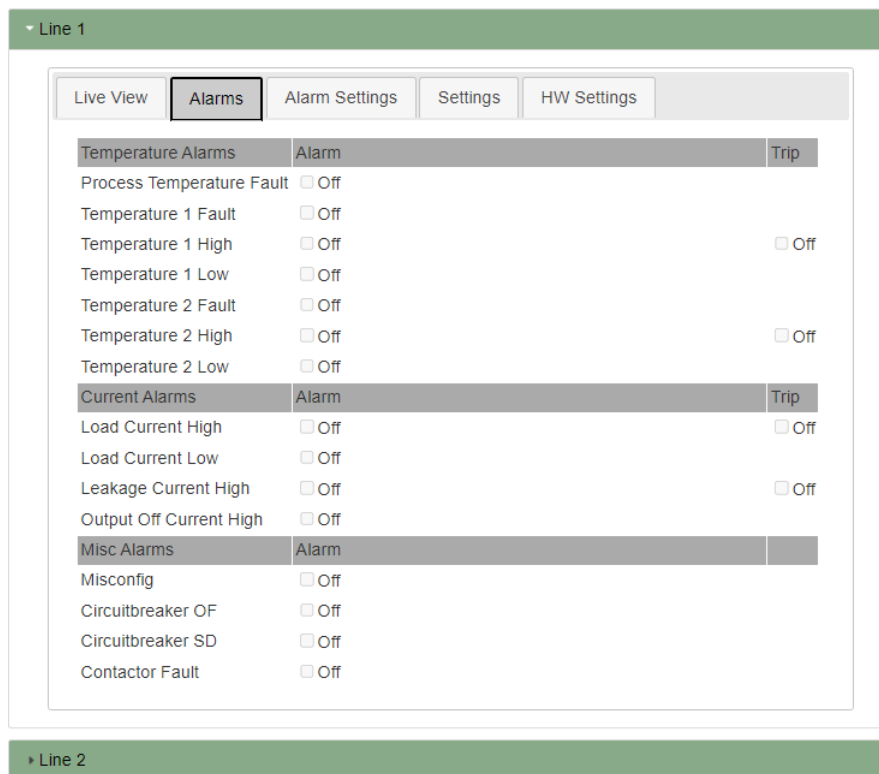 Line 1
Live View Alarms Alarm Settings Settings HW Settings
Temperature Alarms Alarm Trip
Process Temperature Fault Off
Temperature 1 Fault Off
Temperature 1 High Off Off
Temperature 1 Low Off
Temperature 2 Fault Off
Temperature 2 High Off Off
Temperature 2 Low Off
Current Alarms Alarm Trip
Load Current High Off Off
Load Current Low Off
Leakage Current High Off Off
Output Off Current High Off
Misc Alarms Alarm
Misconfig Off
Circuitbreaker OF Off
Circuitbreaker SD Off
Contactor Fault Off
Line 2